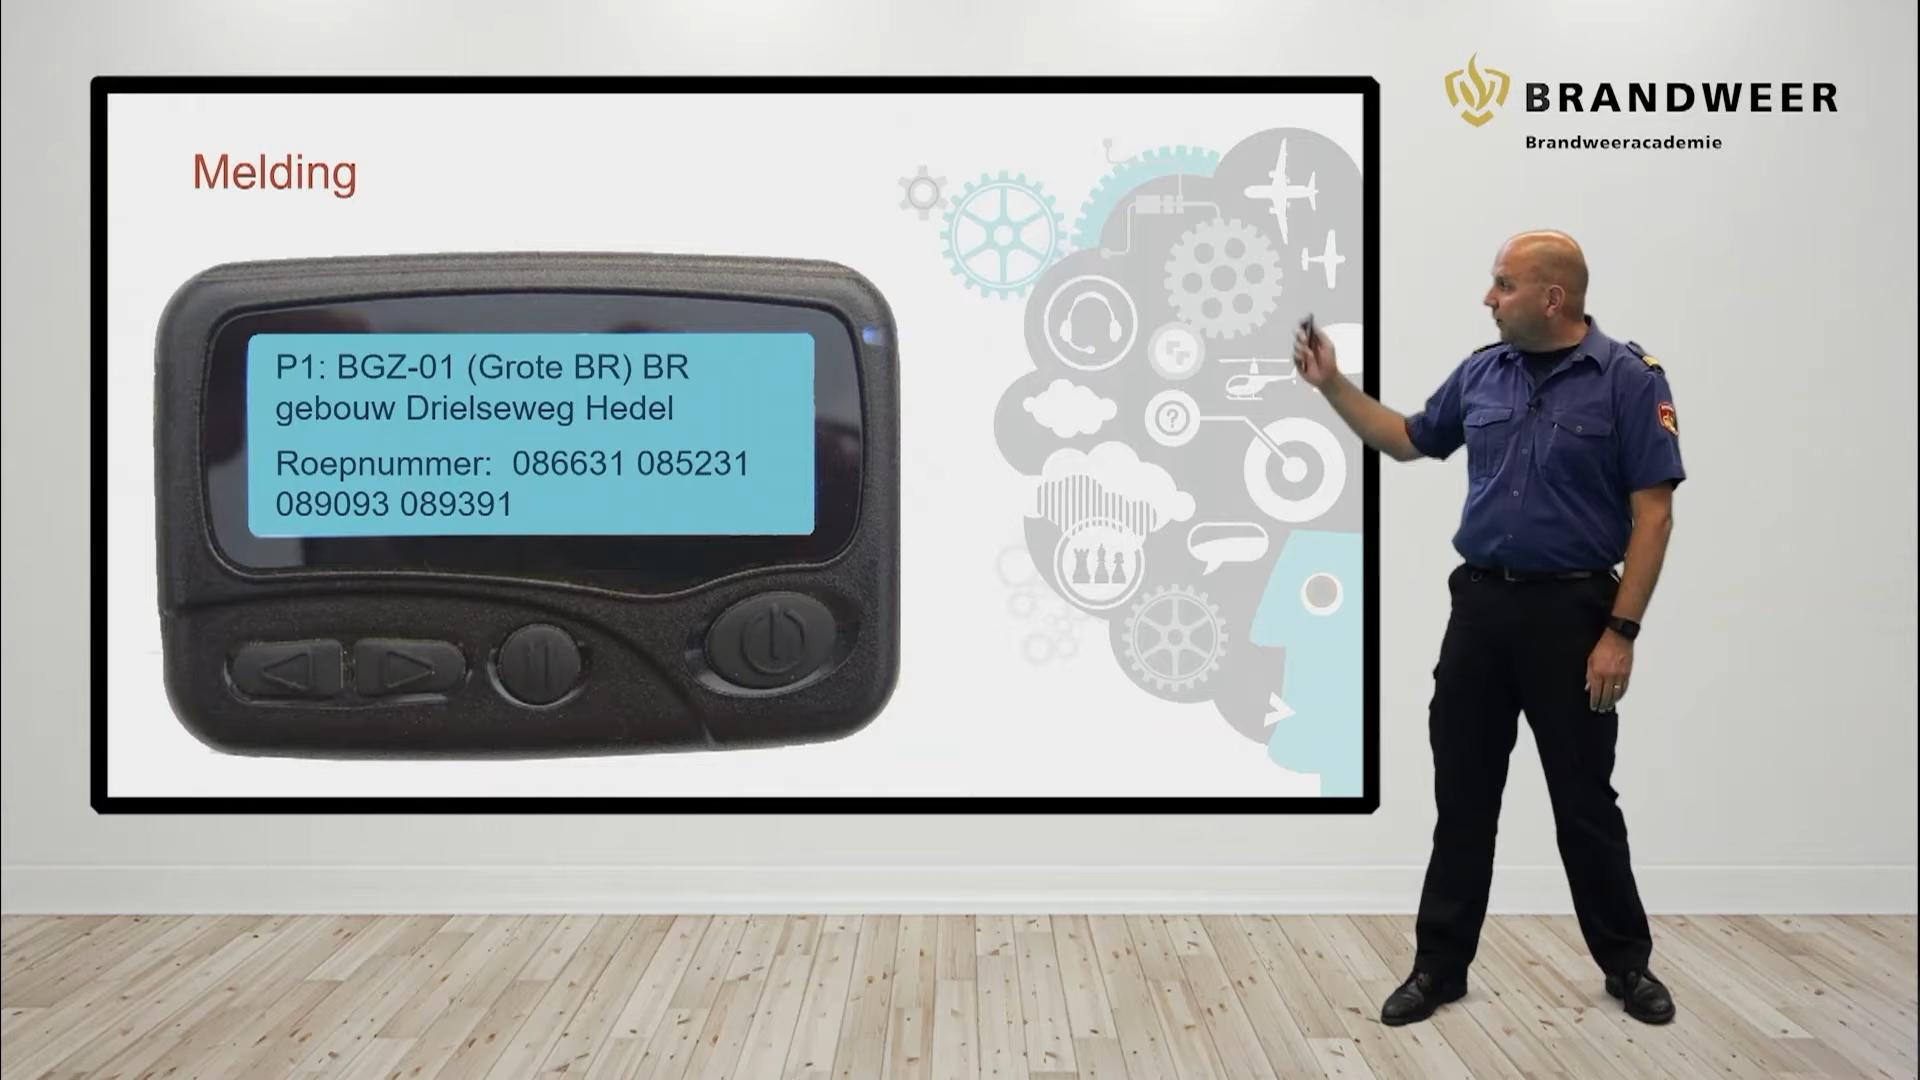 BRANDWEER
Brandweeracademie
Melding
P1: BGZ-01 (Grote BR) BR
gebouw Drielseweg Hedel
Roepnummer:  086631 085231
089093 089391